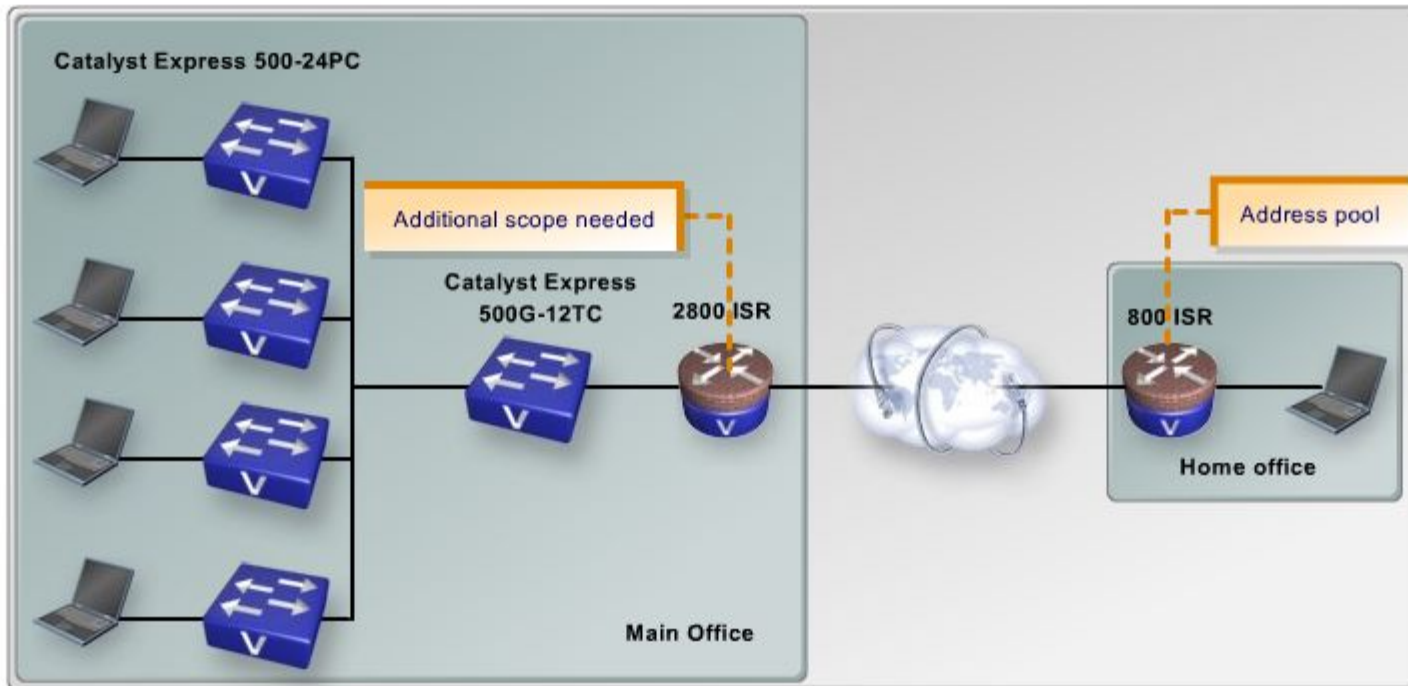 Catalyst Express 500-24PC
V
V
V
V
Additional scope needed
Catalyst Express
500G-12TC
V
2800 ISR
V
Main Office
Address pool
800 ISR
V
Home office